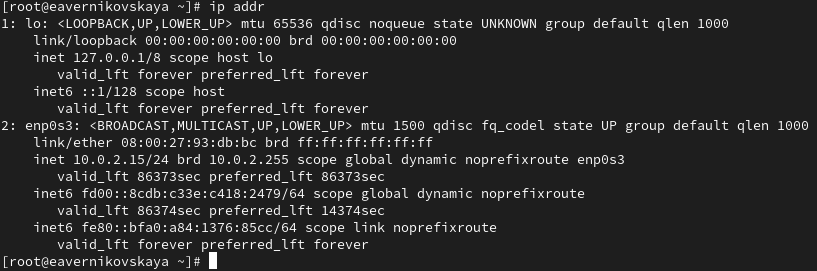 [root@eavernikovskaya ~]# ip addr
1: lo: <LOOPBACK,UP,LOWER_UP> mtu 65536 qdisc noqueue state UNKNOWN group default qlen 1000
    link/loopback 00:00:00:00:00:00 brd 00:00:00:00:00:00
    inet 127.0.0.1/8 scope host lo
       valid_lft forever preferred_lft forever
    inet6 ::1/128 scope host
       valid_lft forever preferred_lft forever
2: enp0s3: <BROADCAST,MULTICAST,UP,LOWER_UP> mtu 1500 qdisc fq_codel state UP group default qlen 1000
    link/ether 08:00:27:93:db:bc brd ff:ff:ff:ff:ff:ff
    inet 10.0.2.15/24 brd 10.0.2.255 scope global dynamic noprefixroute enp0s3
       valid_lft 86373sec preferred_lft 86373sec
    inet6 fd00::8cdb:c33e:c418:2479/64 scope global dynamic noprefixroute
       valid_lft 86374sec preferred_lft 14374sec
    inet6 fe80::bfa0:a84:1376:85cc/64 scope link noprefixroute
       valid_lft forever preferred_lft forever
[root@eavernikovskaya ~]#